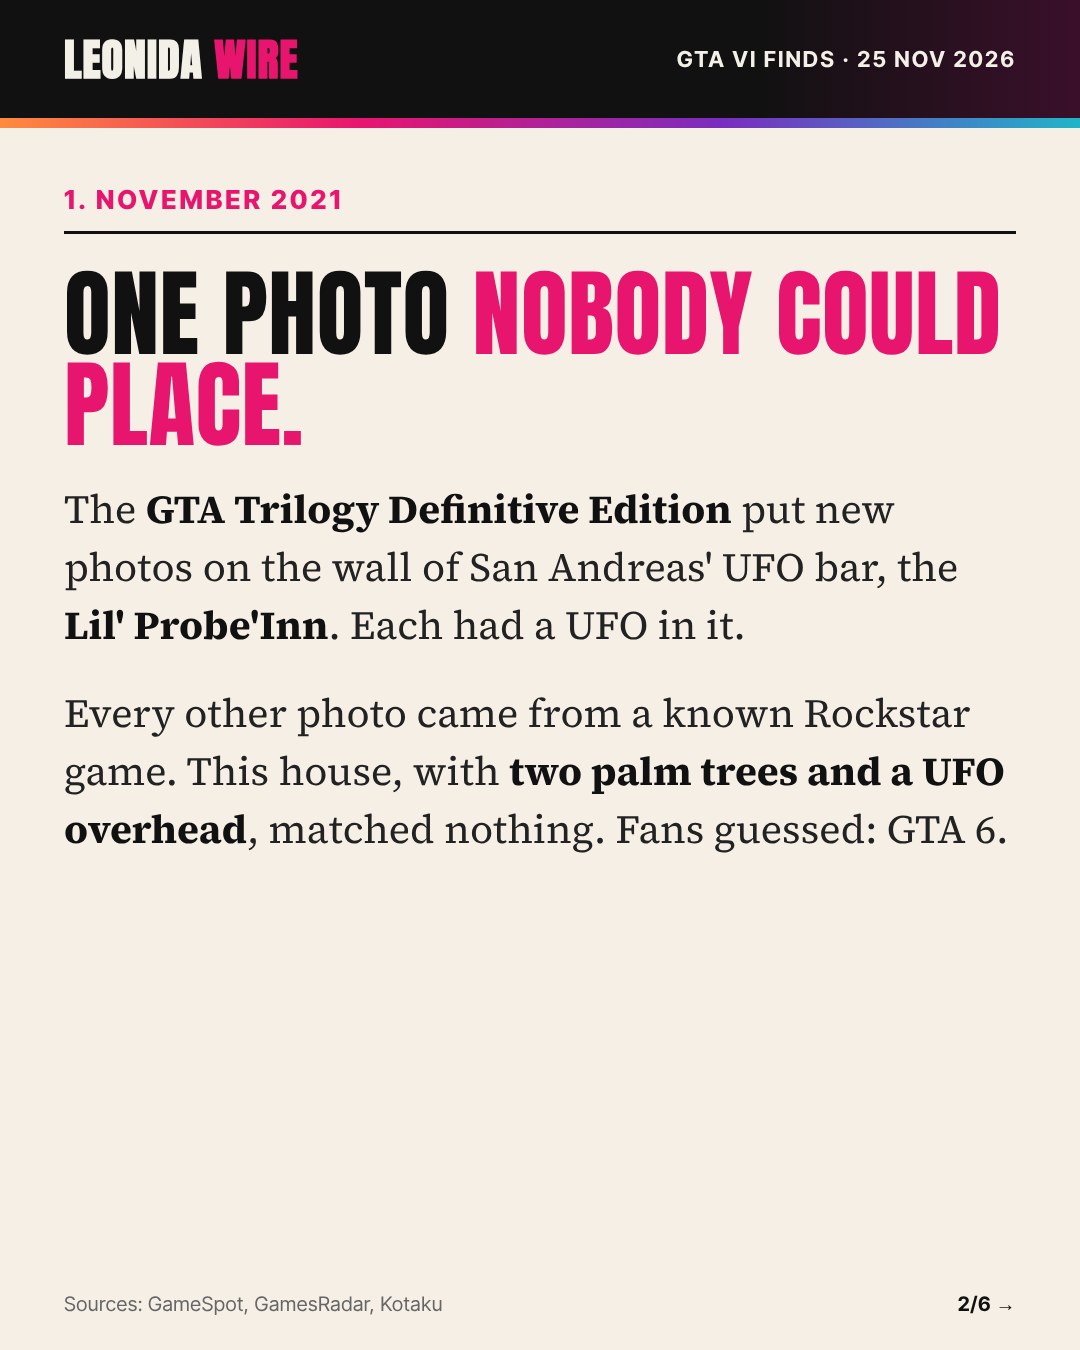 LEONIDA WIRE
GTA VI FINDS · 25 NOV 2026
1. NOVEMBER 2021
ONE PHOTO NOBODY COULD
PLACE.
The GTA Trilogy Definitive Edition put new
photos on the wall of San Andreas' UFO bar, the
Lil' Probe'Inn. Each had a UFO in it.
Every other photo came from a known Rockstar
game. This house, with two palm trees and a UFO
overhead, matched nothing. Fans guessed: GTA 6.
Sources: GameSpot, GamesRadar, Kotaku
2/6 →